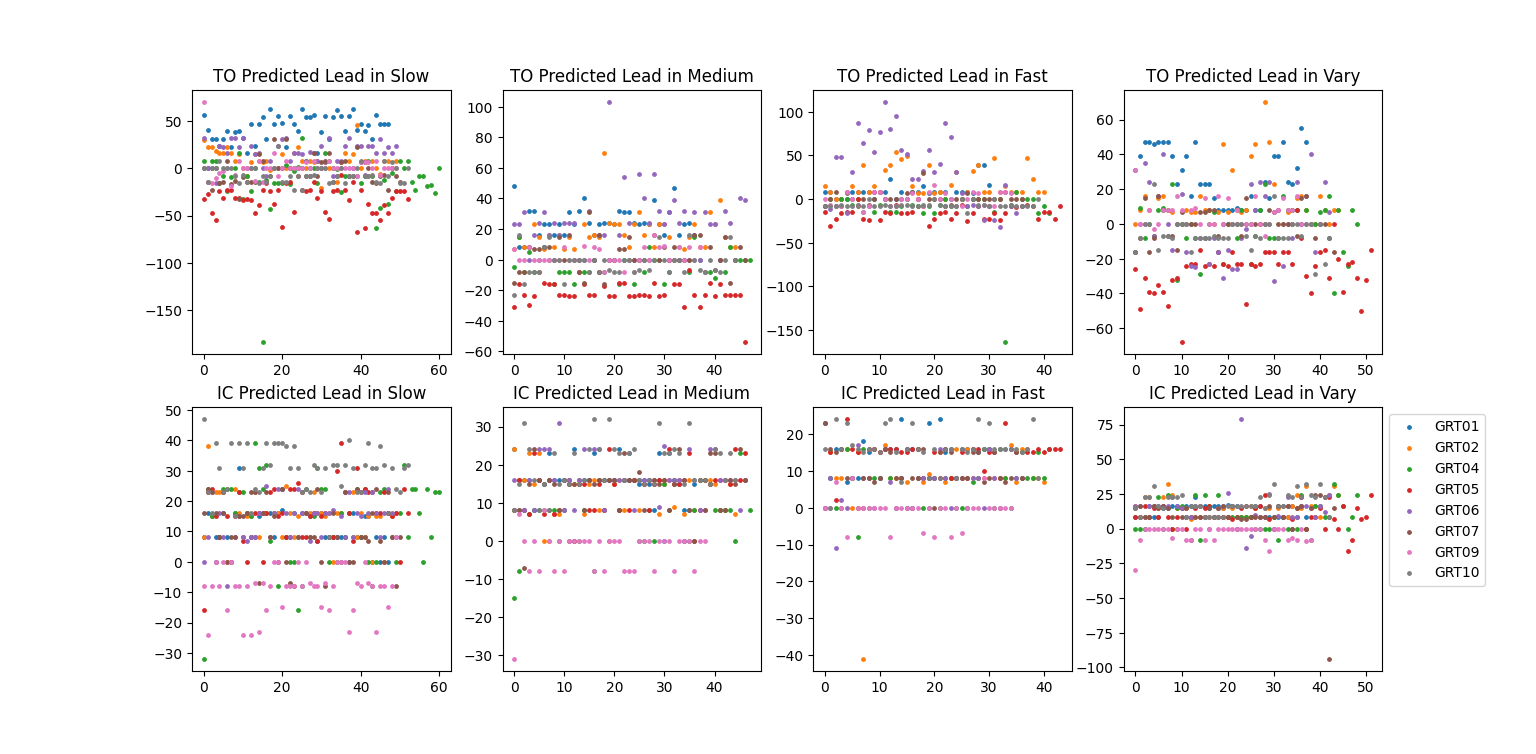 TO Predicted Lead in Slow
TO Predicted Lead in Medium
TO Predicted Lead in Fast
TO Predicted Lead in Vary
50
0
−50
−100
−150
100
80
60
40
20
0
−20
−40
−60
100
50
0
−50
−100
−150
60
40
20
0
−20
−40
−60
0 20 40 60
0 10 20 30 40
0 10 20 30 40
0 10 20 30 40 50
IC Predicted Lead in Slow
IC Predicted Lead in Medium
IC Predicted Lead in Fast
IC Predicted Lead in Vary
50
40
30
20
10
0
−10
−20
−30
30
20
10
0
−10
−20
−30
20
10
0
−10
−20
−30
−40
75
50
25
0
−25
−50
−75
−100
0 20 40 60
0 10 20 30 40
0 10 20 30 40
0 10 20 30 40 50
GRT01
GRT02
GRT04
GRT05
GRT06
GRT07
GRT09
GRT10